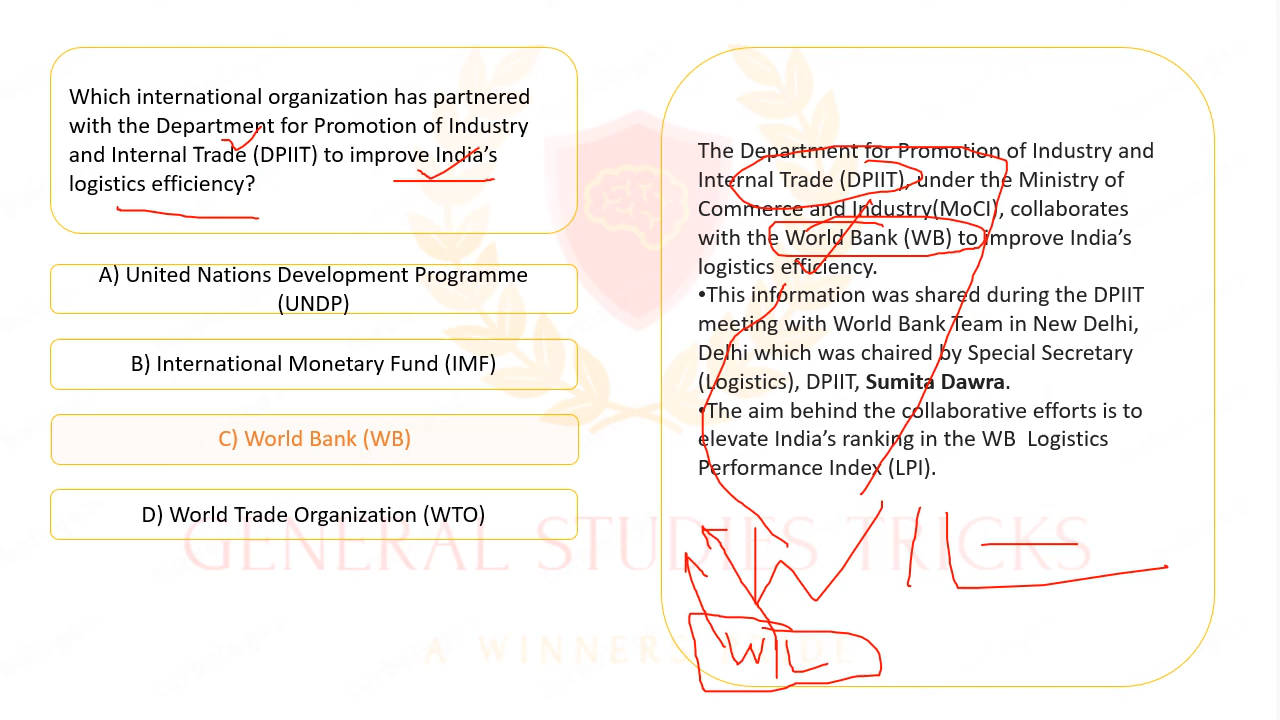 Which international organization has partnered
with the Department for Promotion of Industry
and Internal Trade (DPIIT) to improve India's
logistics efficiency?
A) United Nations Development Programme
(UNDP)
B) International Monetary Fund (IMF)
C) World Bank (WB)
D) World Trade Organization (WTO)
The Department for Promotion of Industry and
Internal Trade (DPIIT), under the Ministry of
Commerce and Industry(MoCI), collaborates
with the World Bank (WB) to improve India's
logistics efficiency.
•This information was shared during the DPIIT
meeting with World Bank Team in New Delhi,
Delhi which was chaired by Special Secretary
(Logistics), DPIIT, Sumita Dawra.
•The aim behind the collaborative efforts is to
elevate India's ranking in the WB  Logistics
Performance Index (LPI).
GENERAL STUDIES TRICKS
W I L
A WINNERS
WIL